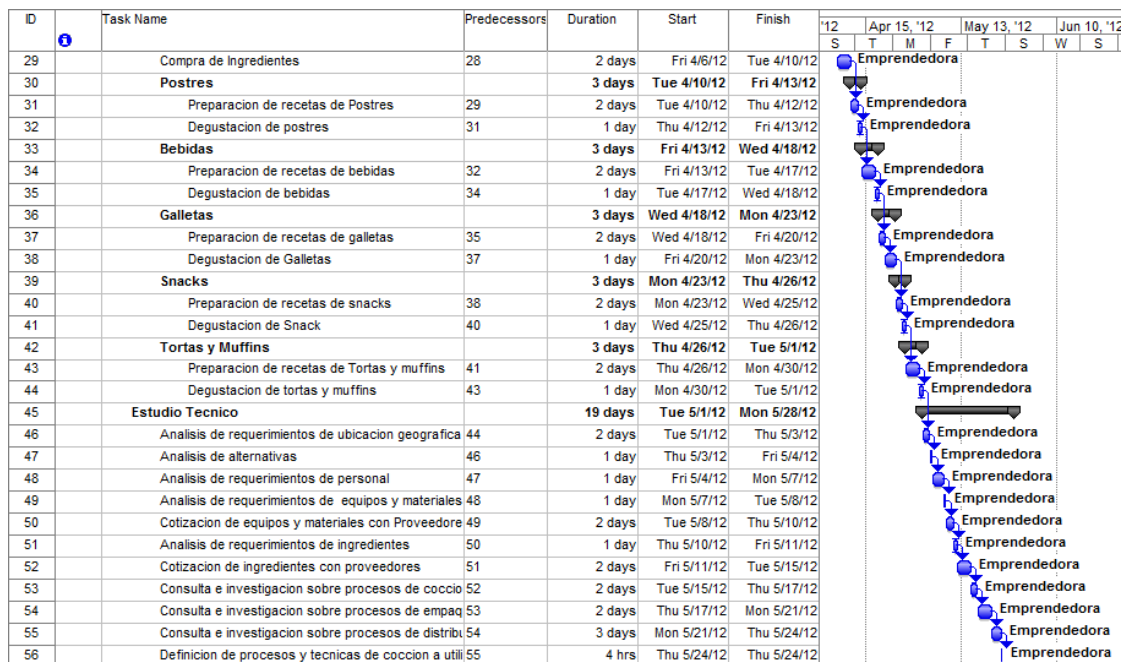 ID Task Name Predecessors Duration Start Finish
'12 Apr 15, '12 May 13, '12 Jun 10, '12
S T M F T S W S
29 Compra de Ingredientes 28 2 days Fri 4/6/12 Tue 4/10/12 Emprendedora
30 Postres 3 days Tue 4/10/12 Fri 4/13/12
31 Preparacion de recetas de Postres 29 2 days Tue 4/10/12 Thu 4/12/12 Emprendedora
32 Degustacion de postres 31 1 day Thu 4/12/12 Fri 4/13/12 Emprendedora
33 Bebidas 3 days Fri 4/13/12 Wed 4/18/12
34 Preparacion de recetas de bebidas 32 2 days Fri 4/13/12 Tue 4/17/12 Emprendedora
35 Degustacion de bebidas 34 1 day Tue 4/17/12 Wed 4/18/12 Emprendedora
36 Galletas 3 days Wed 4/18/12 Mon 4/23/12
37 Preparacion de recetas de galletas 35 2 days Wed 4/18/12 Fri 4/20/12 Emprendedora
38 Degustacion de Galletas 37 1 day Fri 4/20/12 Mon 4/23/12 Emprendedora
39 Snacks 3 days Mon 4/23/12 Thu 4/26/12
40 Preparacion de recetas de snacks 38 2 days Mon 4/23/12 Wed 4/25/12 Emprendedora
41 Degustacion de Snack 40 1 day Wed 4/25/12 Thu 4/26/12 Emprendedora
42 Tortas y Muffins 3 days Thu 4/26/12 Tue 5/1/12
43 Preparacion de recetas de Tortas y muffins 41 2 days Thu 4/26/12 Mon 4/30/12 Emprendedora
44 Degustacion de tortas y muffins 43 1 day Mon 4/30/12 Tue 5/1/12 Emprendedora
45 Estudio Tecnico 19 days Tue 5/1/12 Mon 5/28/12
46 Analisis de requerimientos de ubicacion geografica 44 2 days Tue 5/1/12 Thu 5/3/12 Emprendedora
47 Analisis de alternativas 46 1 day Thu 5/3/12 Fri 5/4/12 Emprendedora
48 Analisis de requerimientos de personal 47 1 day Fri 5/4/12 Mon 5/7/12 Emprendedora
49 Analisis de requerimientos de equipos y materiales 48 1 day Mon 5/7/12 Tue 5/8/12 Emprendedora
50 Cotizacion de equipos y materiales con Proveedore 49 2 days Tue 5/8/12 Thu 5/10/12 Emprendedora
51 Analisis de requerimientos de ingredientes 50 1 day Thu 5/10/12 Fri 5/11/12 Emprendedora
52 Cotizacion de ingredientes con proveedores 51 2 days Fri 5/11/12 Tue 5/15/12 Emprendedora
53 Consulta e investigacion sobre procesos de coccio 52 2 days Tue 5/15/12 Thu 5/17/12 Emprendedora
54 Consulta e investigacion sobre procesos de empaq 53 2 days Thu 5/17/12 Mon 5/21/12 Emprendedora
55 Consulta e investigacion sobre procesos de distribu 54 3 days Mon 5/21/12 Thu 5/24/12 Emprendedora
56 Definicion de procesos y tecnicas de coccion a utili 55 4 hrs Thu 5/24/12 Thu 5/24/12 Emprendedora